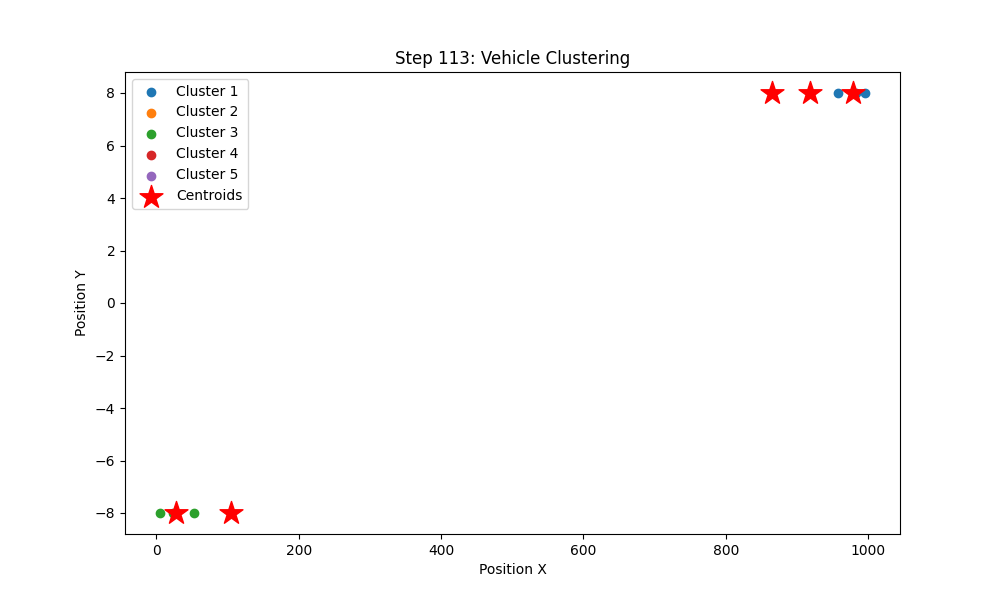 Step 113: Vehicle Clustering
Cluster 1
Cluster 2
Cluster 3
Cluster 4
Cluster 5
Centroids
8
6
4
2
0
−2
−4
−6
−8
Position Y
0 200 400 600 800 1000
Position X